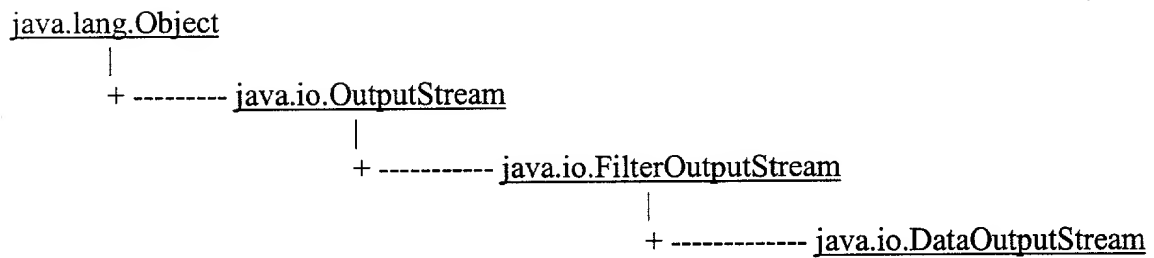 java.lang.Object
|
+ --------- java.io.OutputStream
|
+ ----------- java.io.FilterOutputStream
|
+ ------------- java.io.DataOutputStream